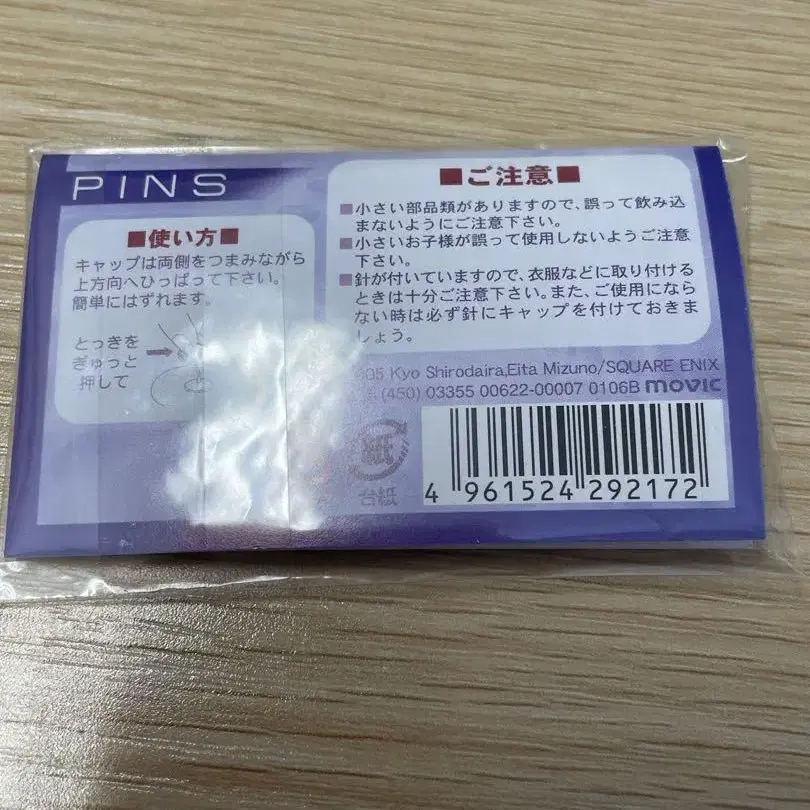 PINS
■使い方■
キャップは両側をつまみながら
上方向へひっぱって下さい。
簡単にはずれます。
とっきを
ぎゅっと
押して
■ご注意■
■小さい部品類がありますので、誤って飲み込
まないようにご注意下さい。
■小さいお子様が誤って使用しないようご注意
下さい。
■針が付いていますので、衣服などに取り付ける
ときは十分ご注意下さい。また、ご使用になら
ない時は必ず針にキャップを付けておきま
しょう。
005 Kyo Shirodaira,Eita Mizuno/SQUARE ENIX
(450) 03355 00622-00007 0106B movic
紙
台紙
4 961524 292172